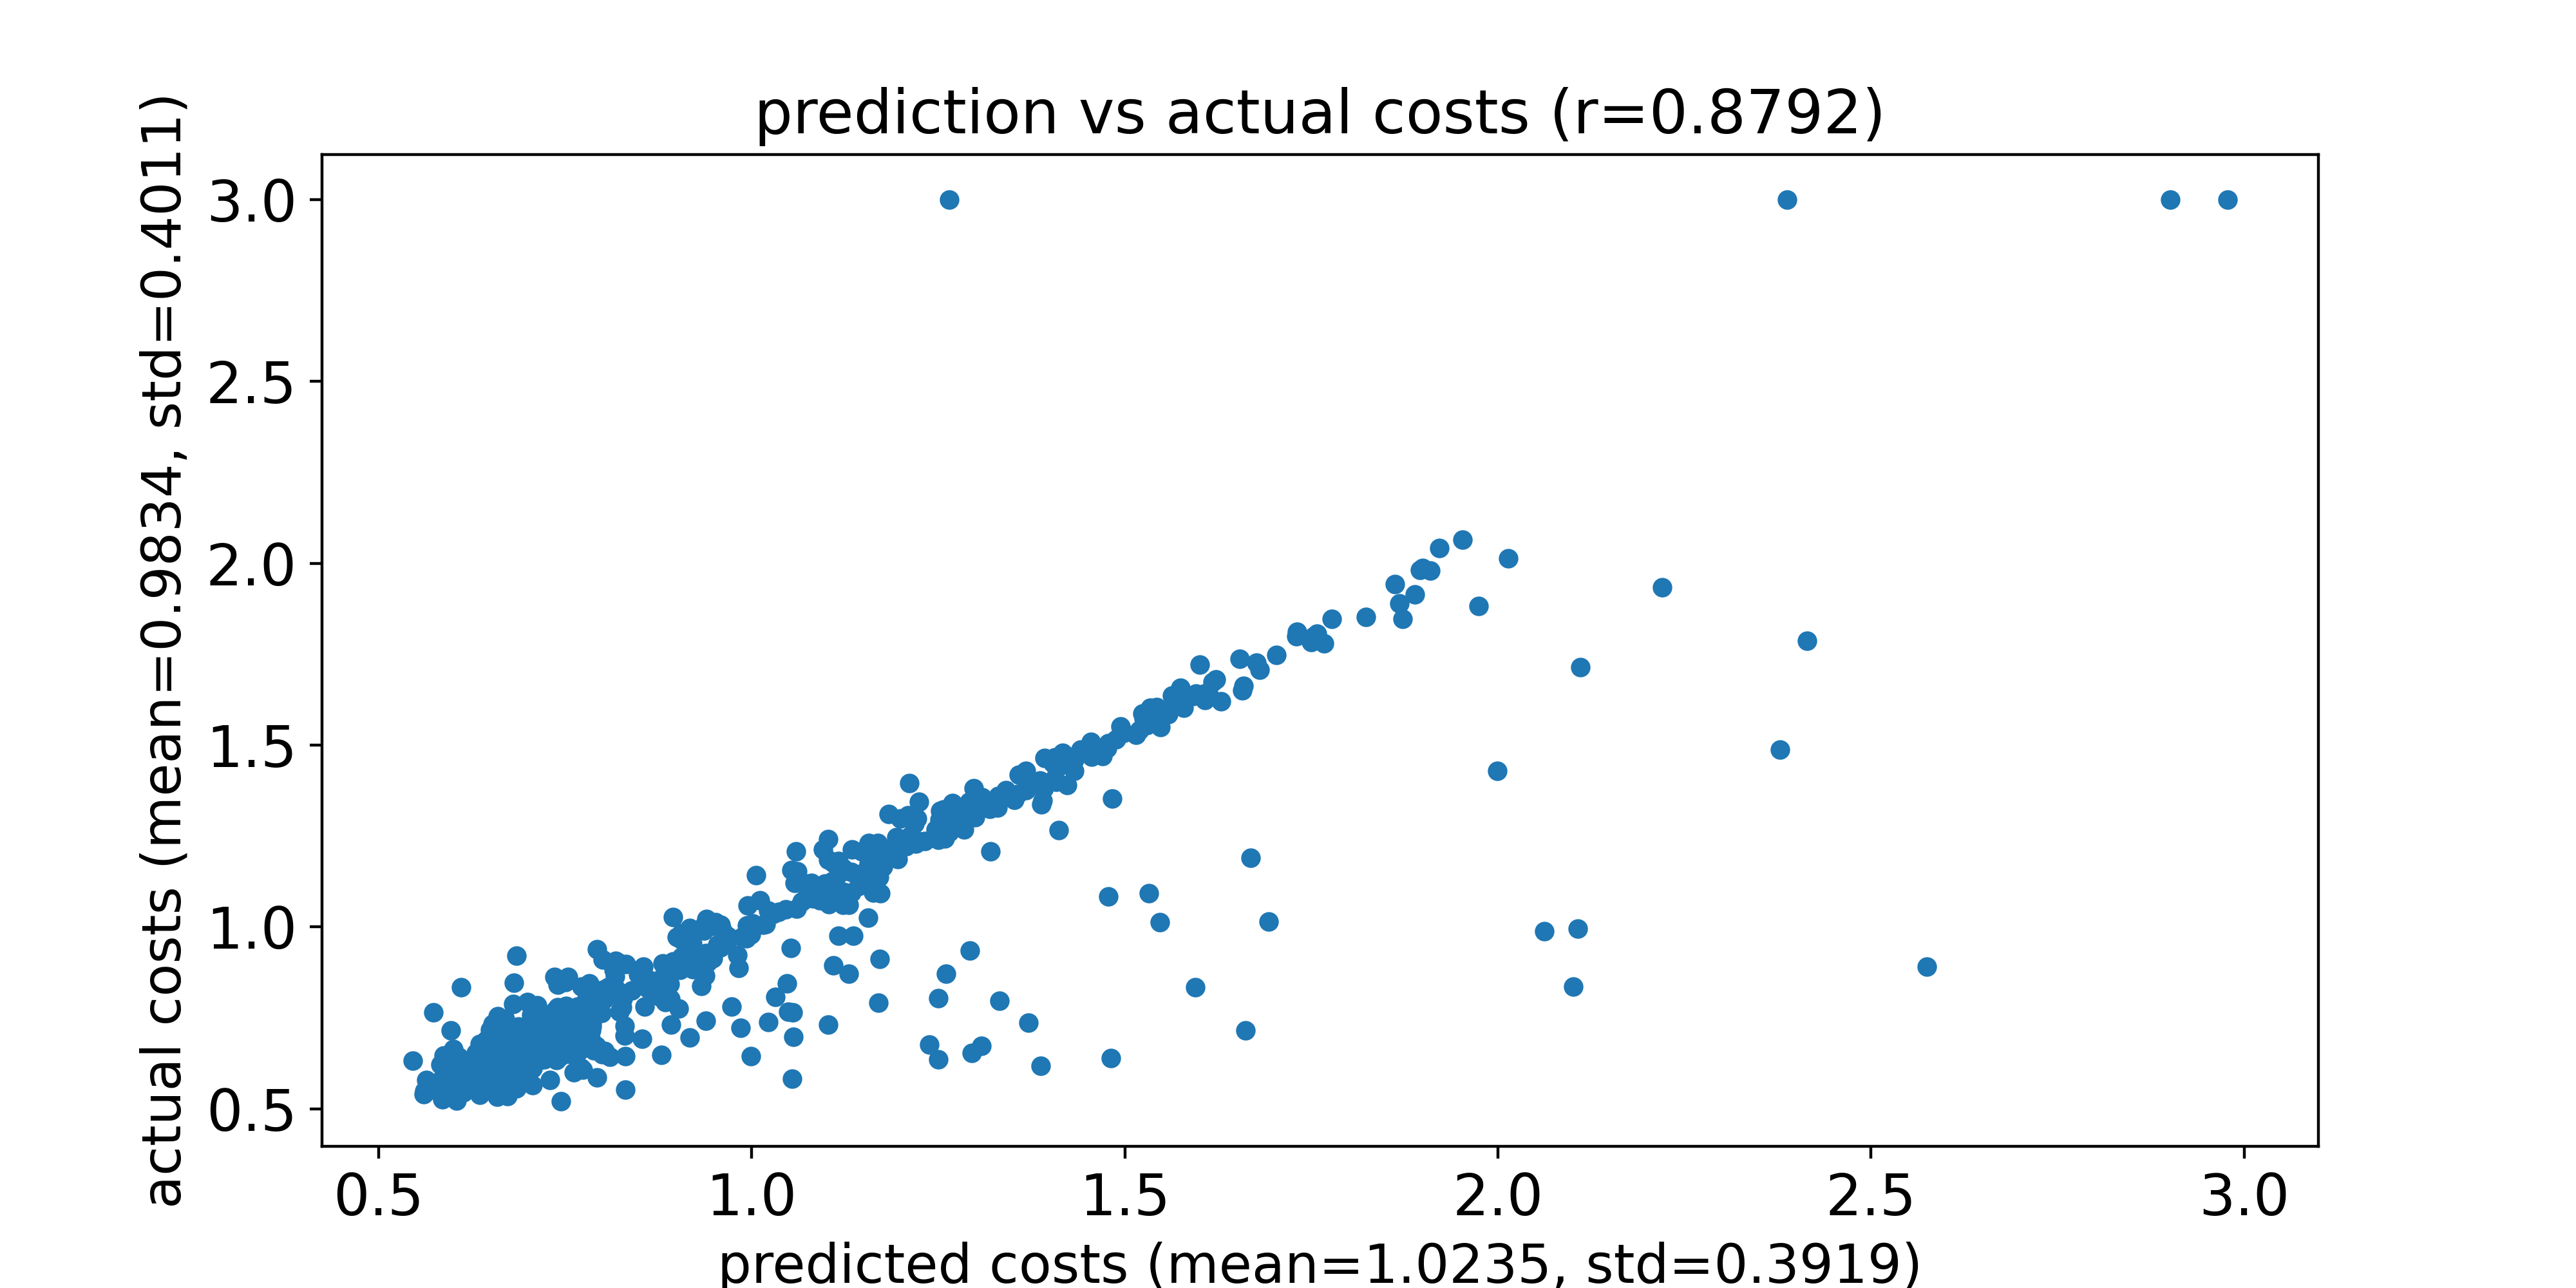 prediction vs actual costs (r=0.8792)
actual costs (mean=0.9834, std=0.4011)
3.0
2.5
2.0
1.5
1.0
0.5
0.5 1.0 1.5 2.0 2.5 3.0
predicted costs (mean=1.0235, std=0.3919)